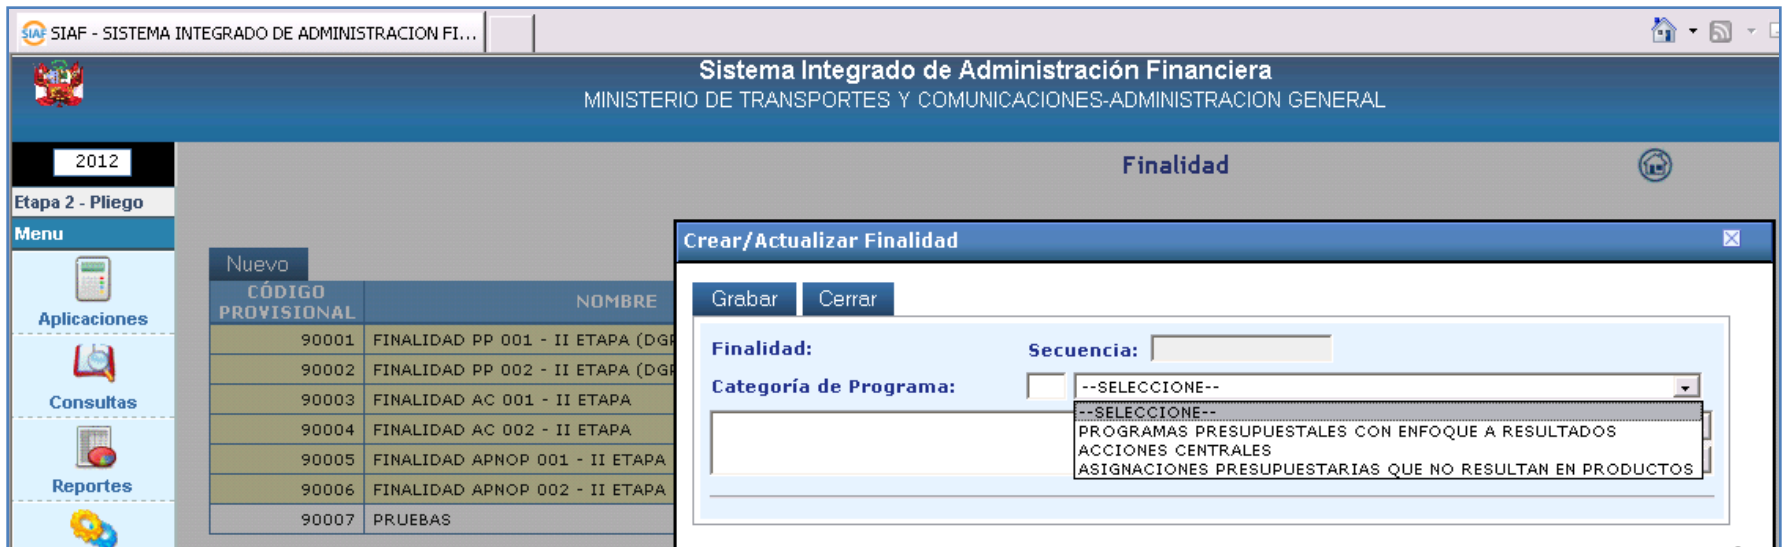 SIAF SIAF - SISTEMA INTEGRADO DE ADMINISTRACION FI...
Sistema Integrado de Administración Financiera
MINISTERIO DE TRANSPORTES Y COMUNICACIONES-ADMINISTRACION GENERAL
2012
Finalidad
Etapa 2 - Pliego
Menu
Aplicaciones
Consultas
Reportes
Nuevo
CÓDIGO PROVISIONAL NOMBRE
90001 FINALIDAD PP 001 - II ETAPA
90002 FINALIDAD PP 002 - II ETAPA
90003 FINALIDAD AC 001 - II ETAPA
90004 FINALIDAD AC 002 - II ETAPA
90005 FINALIDAD APNOP 001 - II ETAPA
90006 FINALIDAD APNOP 002 - II ETAPA
90007 PRUEBAS
Crear/Actualizar Finalidad
Grabar Cerrar
Finalidad: Secuencia:
Categoría de Programa: --SELECCIONE--
--SELECCIONE--
PROGRAMAS PRESUPUESTALES CON ENFOQUE A RESULTADOS
ACCIONES CENTRALES
ASIGNACIONES PRESUPUESTARIAS QUE NO RESULTAN EN PRODUCTOS